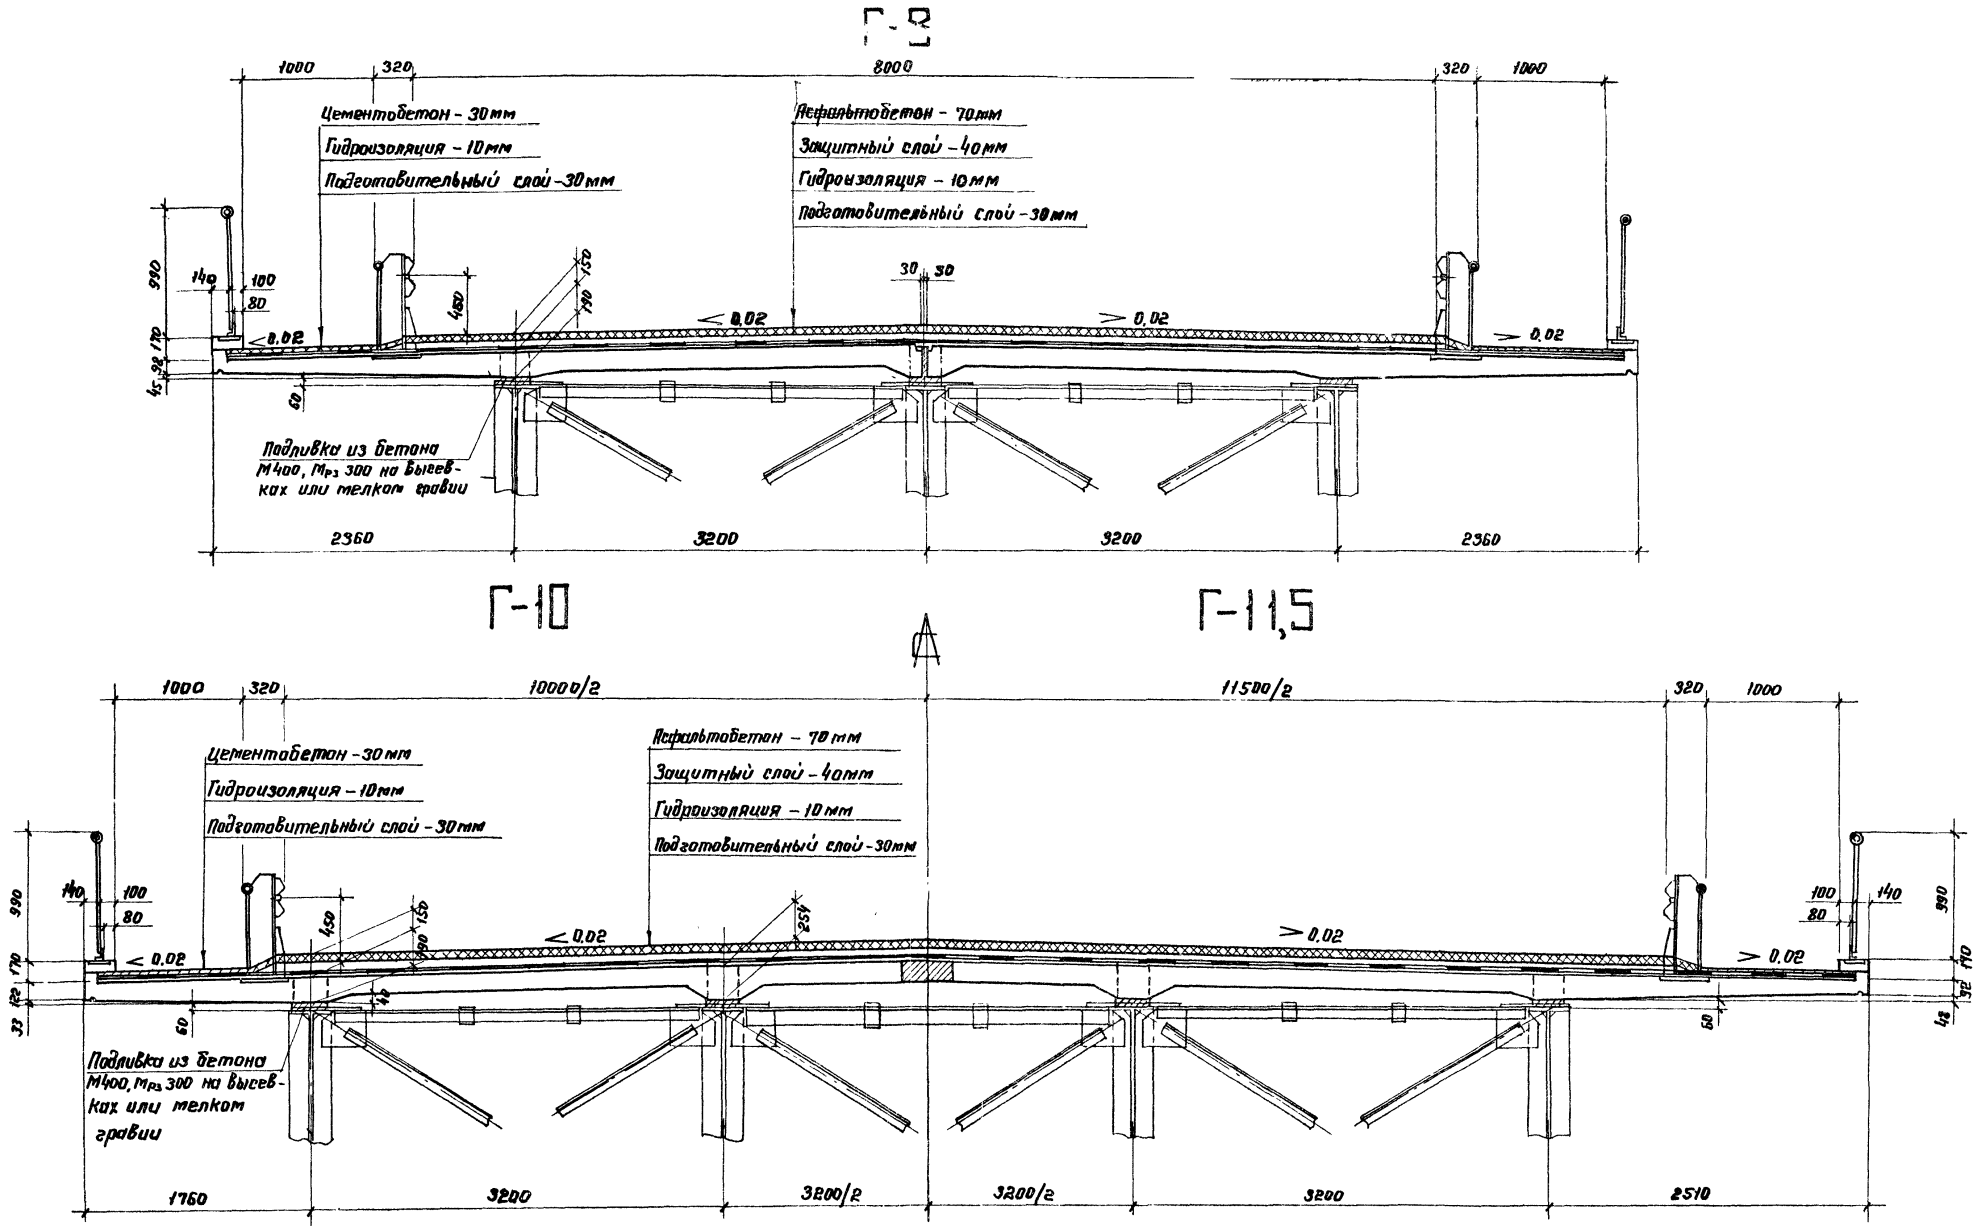 Г-8
1000 320 8000 320 1000
Цементобетон - 30мм
Гидроизоляция - 10мм
Подготовительный слой - 30мм
Асфальтобетон - 70мм
Защитный слой - 40мм
Гидроизоляция - 10мм
Подготовительный слой - 30мм
990
140 100
80
170
92
45
0.02
460
150
190
30 30
0.02
0.02
0.02
60
Подливка из бетона
М400, Мрз 300 на высев-
ках или мелком гравии
2360 3200 3200 2360
Г-10
Г-11,5
1000 320 10000/2 11500/2 320 1000
Цементобетон - 30мм
Гидроизоляция - 10мм
Подготовительный слой - 30мм
Асфальтобетон - 70мм
Защитный слой - 40мм
Гидроизоляция - 10мм
Подготовительный слой - 30мм
990
140 100
80
170
122
33
0.02
450
150
190
254
0.02
0.02
0.02
100 140
80
990
170
92
48
60
40
60
Подливка из бетона
М400, Мрз 300 на высев-
ках или мелком
гравии
1760 3200 3200/2 3200/2 3200 2510